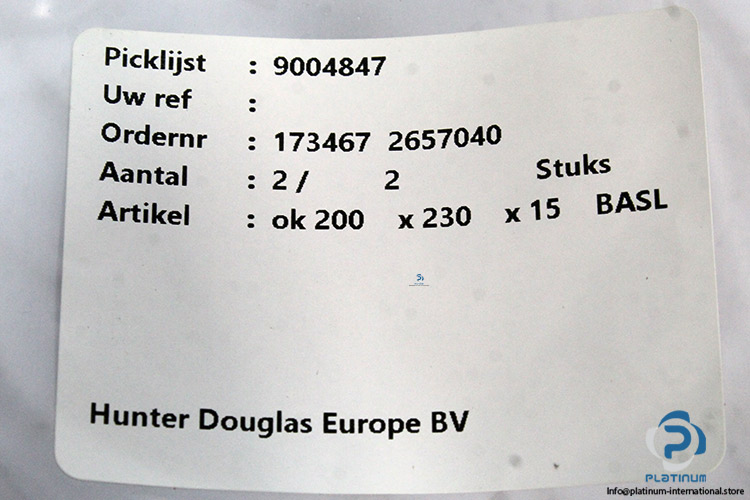 Picklijst : 9004847
Uw ref :
Ordernr : 173467 2657040
Aantal : 2 / 2 Stuks
Artikel : ok 200 x 230 x 15 BASL
Hunter Douglas Europe BV
PLATINUM
Info@platinum-international.store